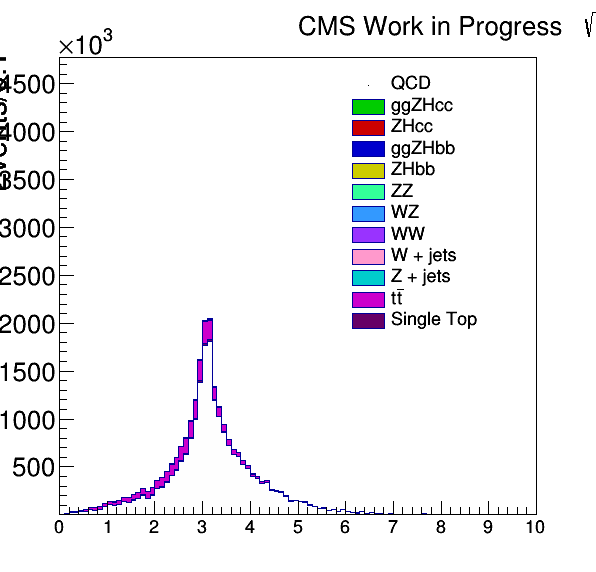 CMS Work in Progress √
×10³
4500
4000
3500
3000
2500
2000
1500
1000
500
QCD
ggZHcc
ZHcc
ggZHbb
ZHbb
ZZ
WZ
WW
W + jets
Z + jets
tt̄
Single Top
0 1 2 3 4 5 6 7 8 9 10